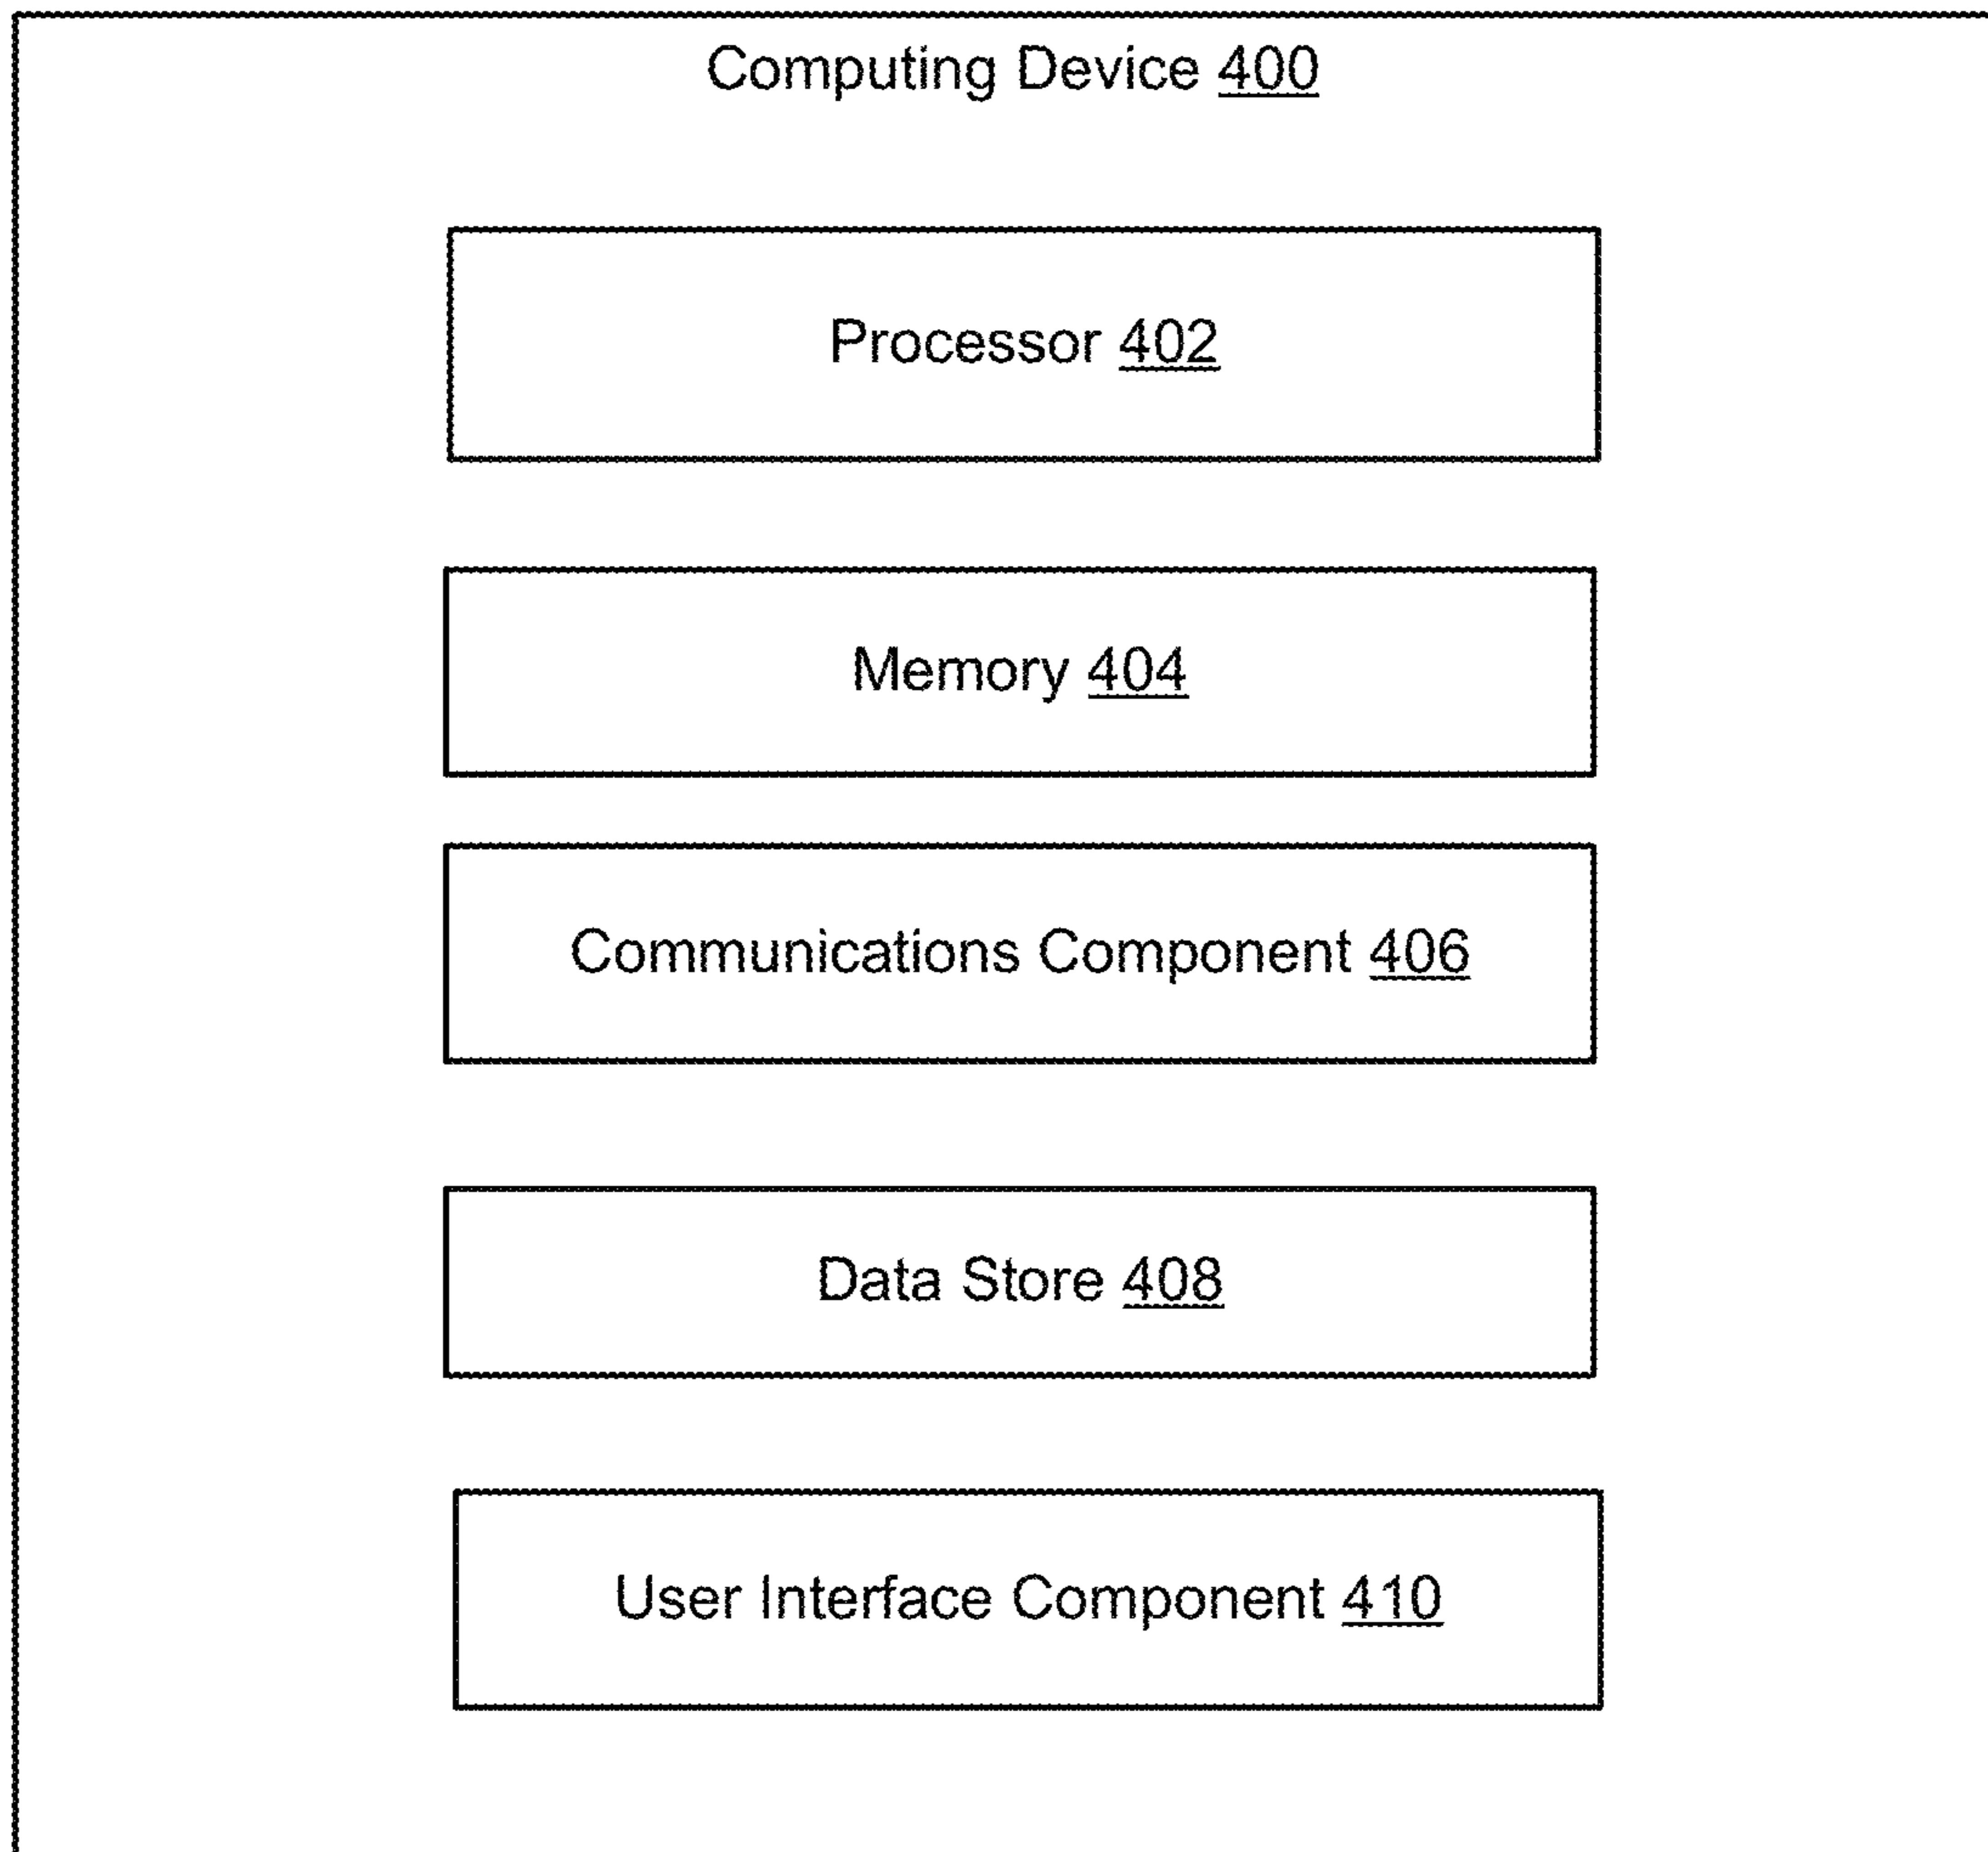 Computing Device 400
Processor 402
Memory 404
Communications Component 406
Data Store 408
User Interface Component 410